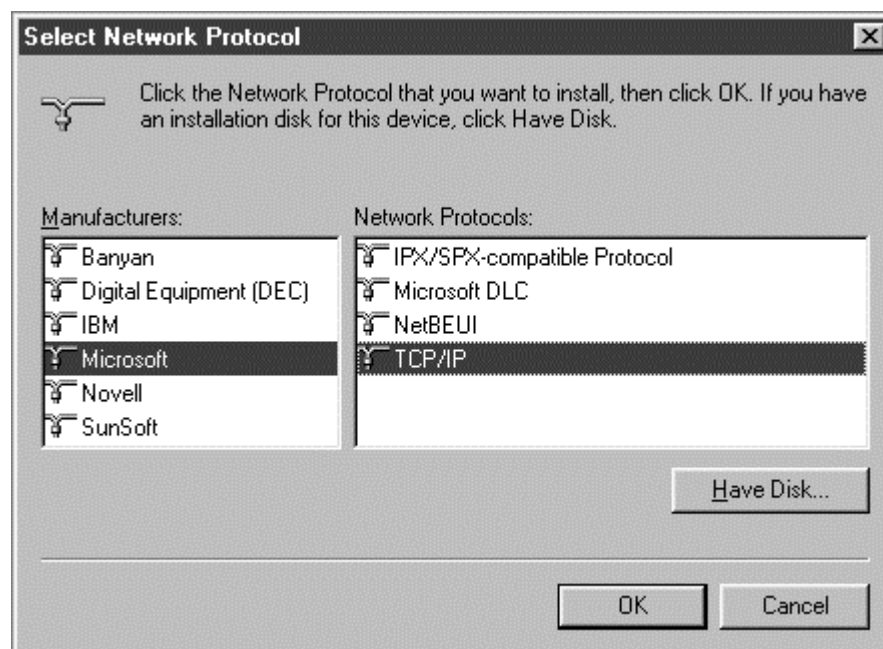 Select Network Protocol
Click the Network Protocol that you want to install, then click OK. If you have
an installation disk for this device, click Have Disk.
Manufacturers:
Banyan
Digital Equipment (DEC)
IBM
Microsoft
Novell
SunSoft
Network Protocols:
IPX/SPX-compatible Protocol
Microsoft DLC
NetBEUI
TCP/IP
Have Disk...
OK
Cancel